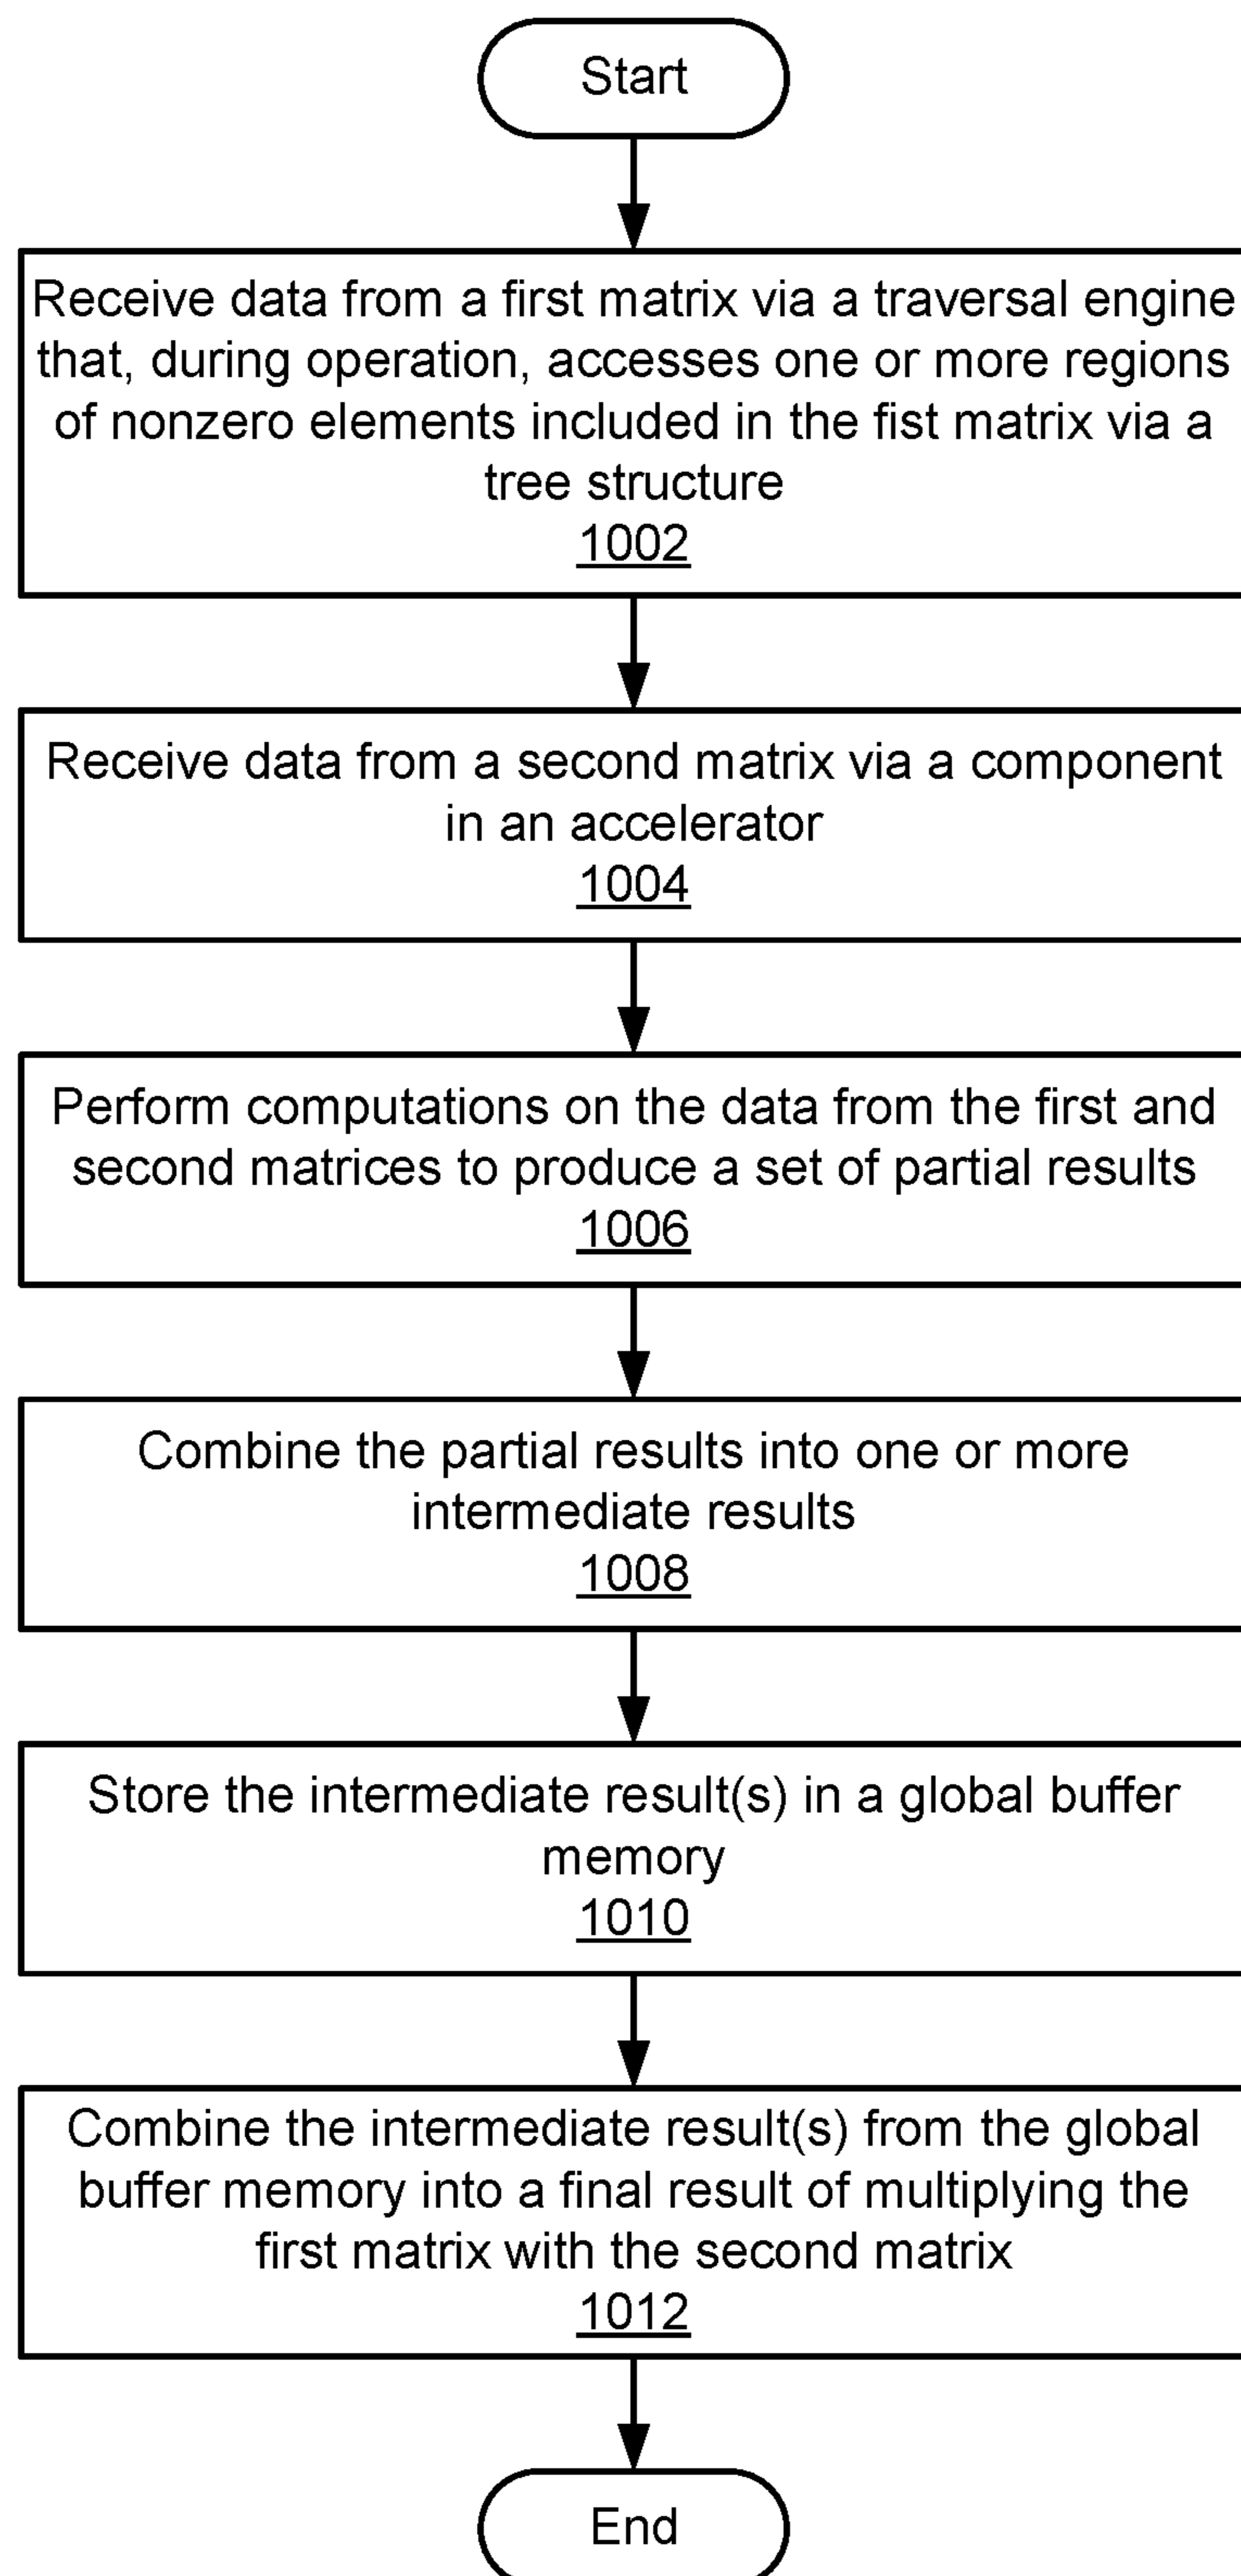 Start
Receive data from a first matrix via a traversal engine
that, during operation, accesses one or more regions
of nonzero elements included in the fist matrix via a
tree structure
1002
Receive data from a second matrix via a component
in an accelerator
1004
Perform computations on the data from the first and
second matrices to produce a set of partial results
1006
Combine the partial results into one or more
intermediate results
1008
Store the intermediate result(s) in a global buffer
memory
1010
Combine the intermediate result(s) from the global
buffer memory into a final result of multiplying the
first matrix with the second matrix
1012
End